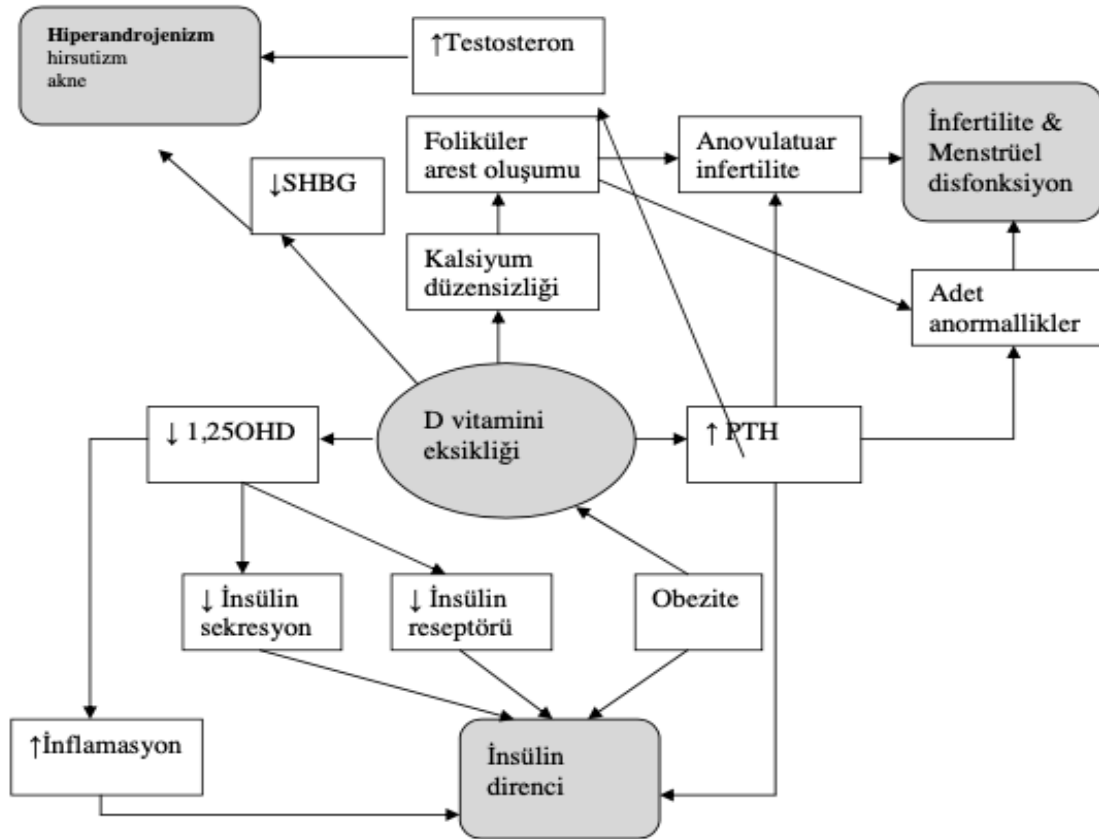 Hiperandrojenizm
hirsutizm
akne
↑Testosteron
Foliküler
arest oluşumu
Anovulatuar
infertilite
İnfertilite &
Menstrüel
disfonksiyon
↓SHBG
Kalsiyum
düzensizliği
Adet
anormallikler
↓ 1,25OHD
D vitamini
eksikliği
↑ PTH
↓ İnsülin
sekresyon
↓ İnsülin
reseptörü
Obezite
↑İnflamasyon
İnsülin
direnci